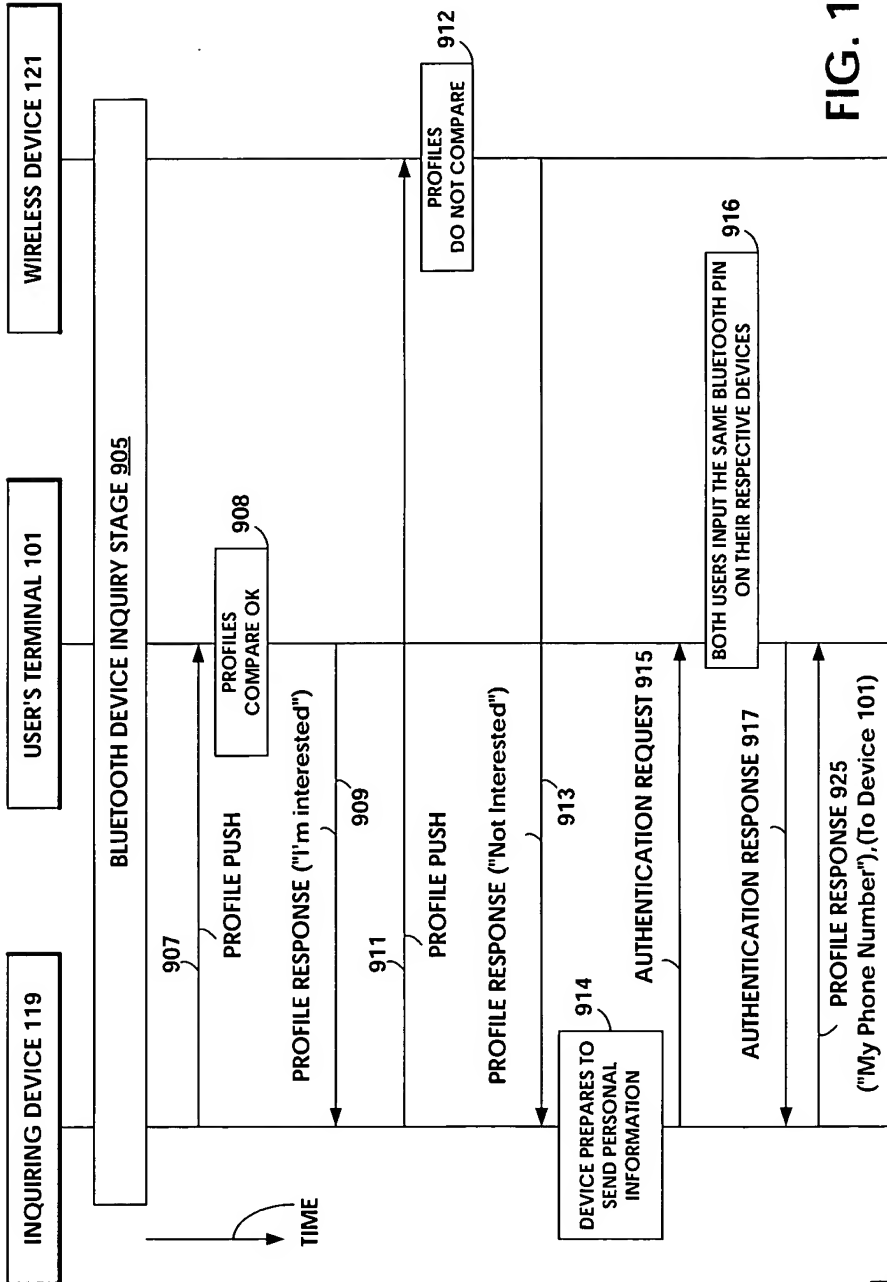 INQUIRING DEVICE 119
USER'S TERMINAL 101
WIRELESS DEVICE 121
BLUETOOTH DEVICE INQUIRY STAGE 905
TIME
907
PROFILE PUSH
PROFILES
COMPARE OK
908
PROFILE RESPONSE ("I'm interested")
909
911
PROFILE PUSH
PROFILES
DO NOT COMPARE
912
PROFILE RESPONSE ("Not Interested")
913
DEVICE PREPARES TO
SEND PERSONAL
INFORMATION
914
AUTHENTICATION REQUEST 915
BOTH USERS INPUT THE SAME BLUETOOTH PIN
ON THEIR RESPECTIVE DEVICES
916
AUTHENTICATION RESPONSE 917
PROFILE RESPONSE 925
("My Phone Number"),(To Device 101)
FIG. 1